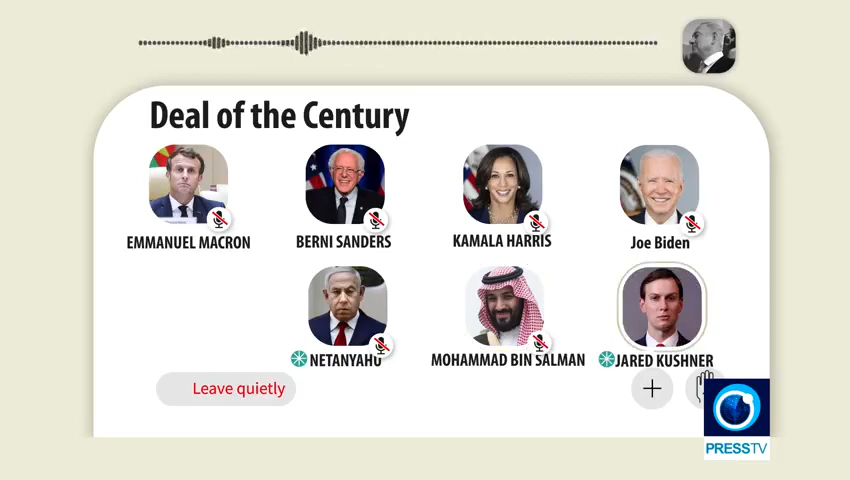 Deal of the Century
EMMANUEL MACRON
BERNI SANDERS
KAMALA HARRIS
Joe Biden
NETANYAHU
MOHAMMAD BIN SALMAN
JARED KUSHNER
Leave quietly
PRESSTV